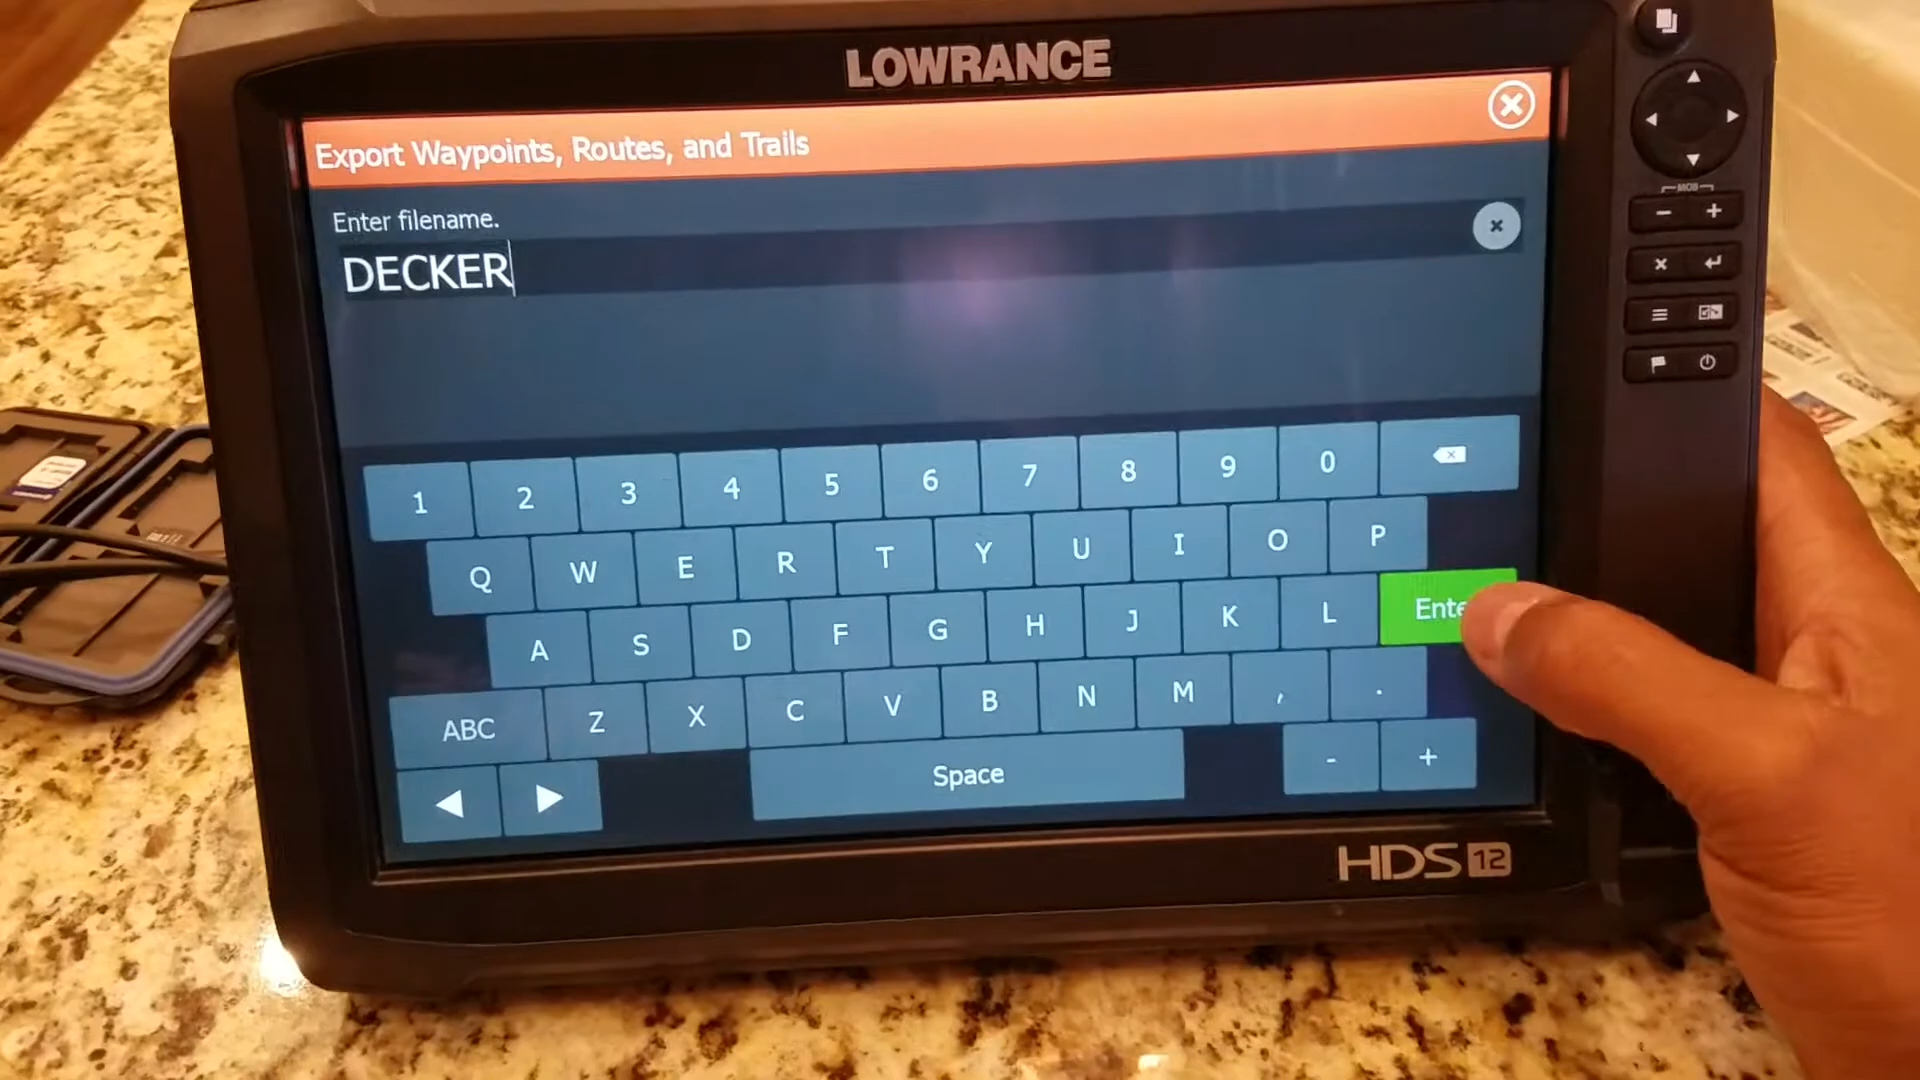 LOWRANCE
Export Waypoints, Routes, and Trails
Enter filename.
DECKER
1 2 3 4 5 6 7 8 9 0
Q W E R T Y U I O P
A S D F G H J K L Ente
ABC Z X C V B N M , .
Space - +
MOB
HDS 12